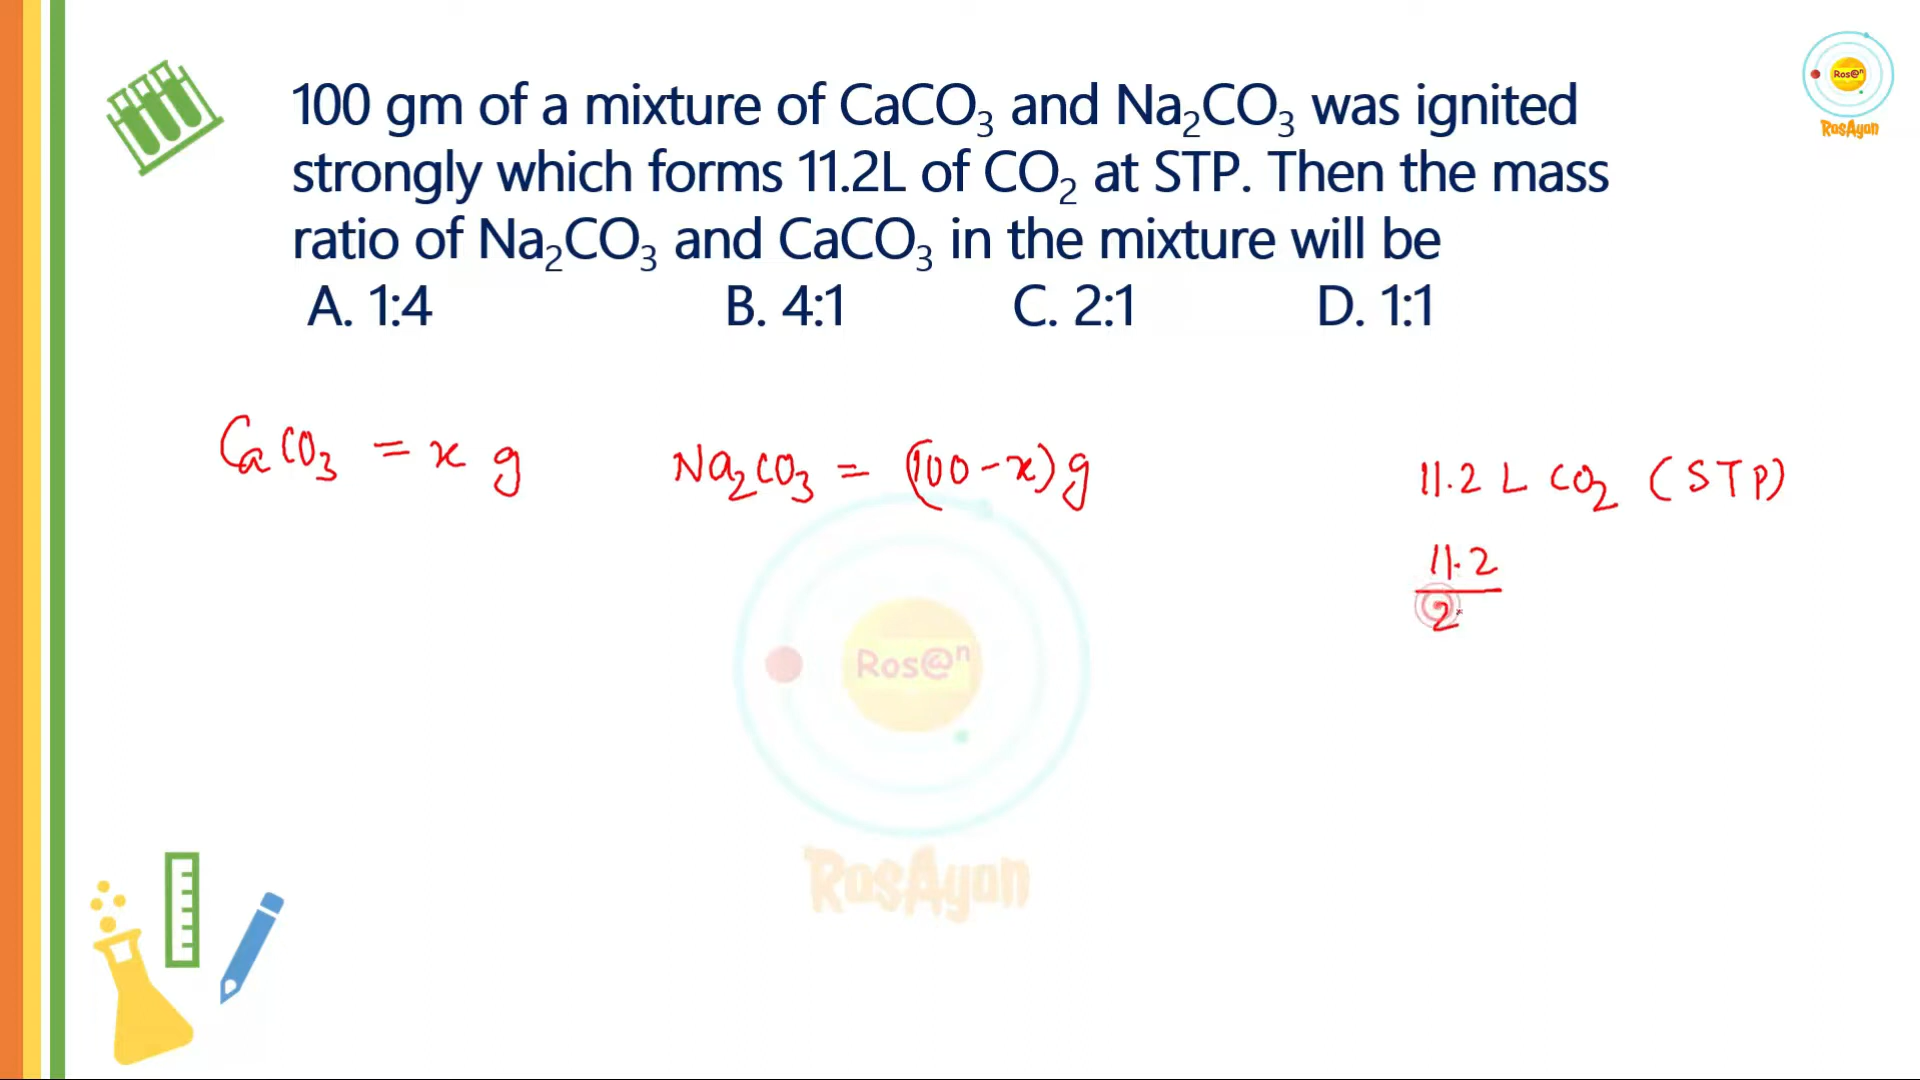 Ros@ⁿ
RosAyan
100 gm of a mixture of CaCO₃ and Na₂CO₃ was ignited
strongly which forms 11.2L of CO₂ at STP. Then the mass
ratio of Na₂CO₃ and CaCO₃ in the mixture will be
A. 1:4 B. 4:1 C. 2:1 D. 1:1
CaCO₃ = x g Na₂CO₃ = (100-x) g 11.2 L CO₂ (STP)
11.2
2
Ros@ⁿ
RosAyan